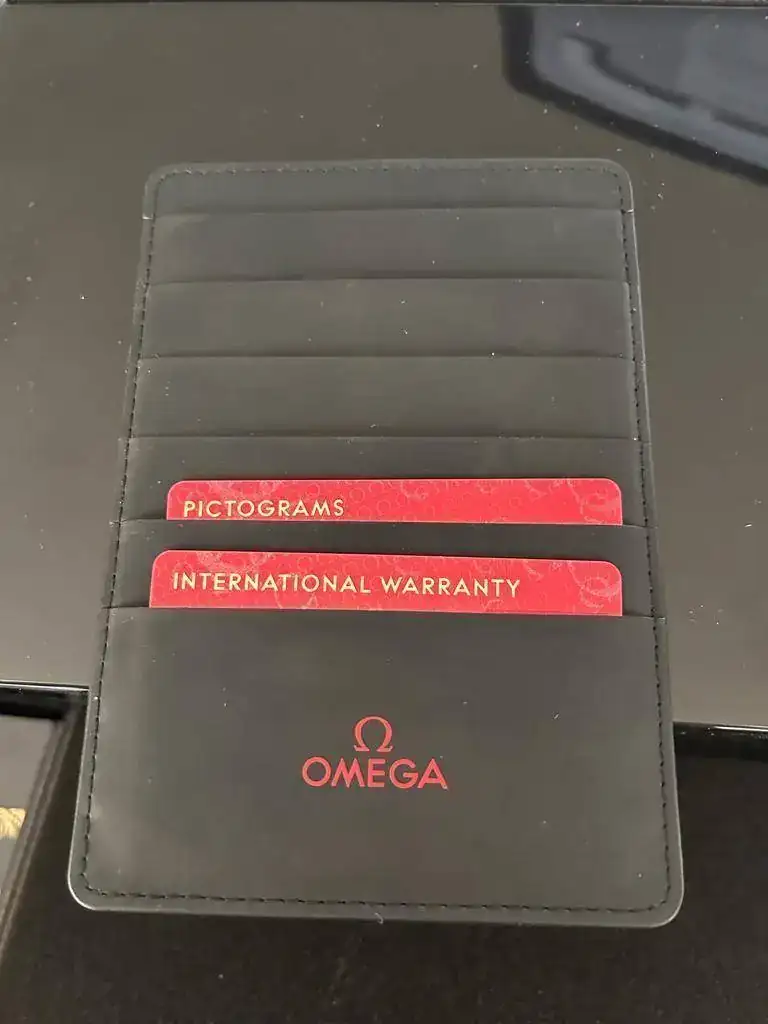 PICTOGRAMS
INTERNATIONAL WARRANTY
Ω
OMEGA